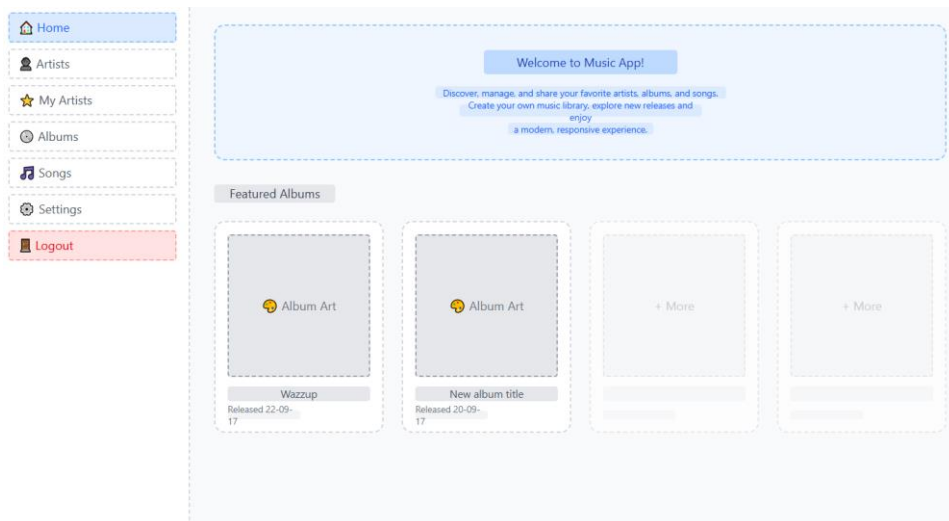 Home
Artists
My Artists
Albums
Songs
Settings
Logout
Welcome to Music App!
Discover, manage, and share your favorite artists, albums, and songs.
Create your own music library, explore new releases and
enjoy
a modern, responsive experience.
Featured Albums
Album Art
Album Art
+ More
+ More
Wazzup
New album title
Released 22-09-
17
Released 20-09-
17